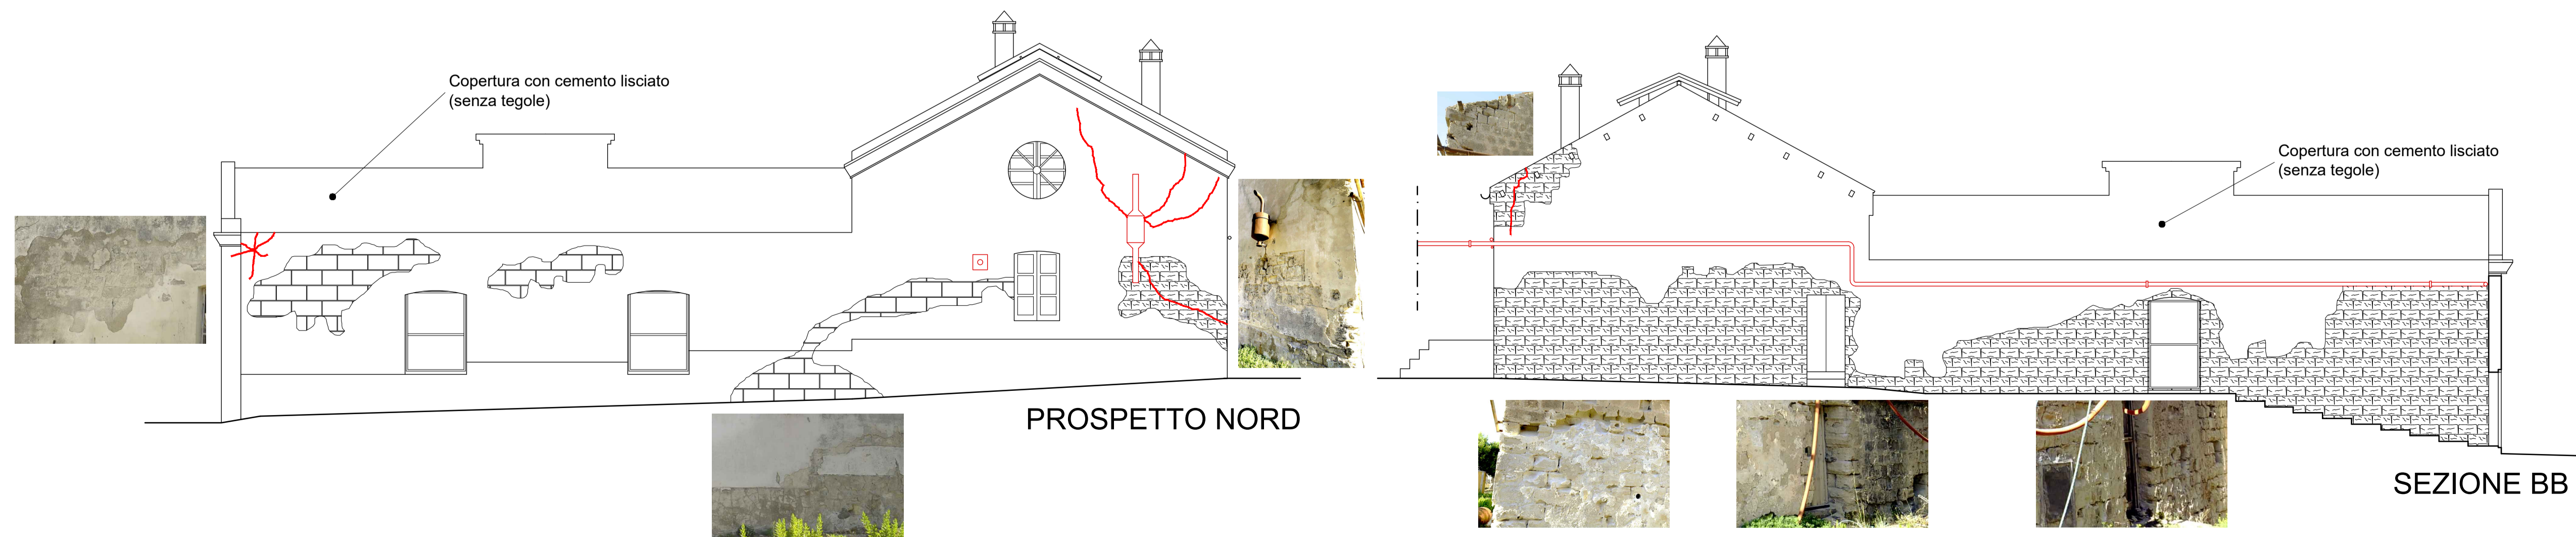 Copertura con cemento lisciato
(senza tegole)
PROSPETTO NORD
Copertura con cemento lisciato
(senza tegole)
SEZIONE BB